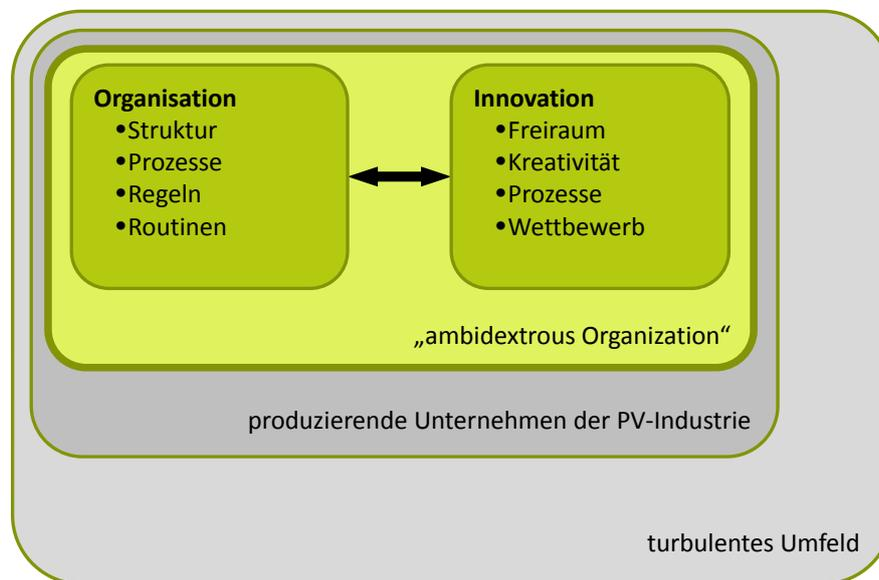 Organisation
•Struktur
•Prozesse
•Regeln
•Routinen
Innovation
•Freiraum
•Kreativität
•Prozesse
•Wettbewerb
„ambidextrous Organization“
produzierende Unternehmen der PV-Industrie
turbulentes Umfeld